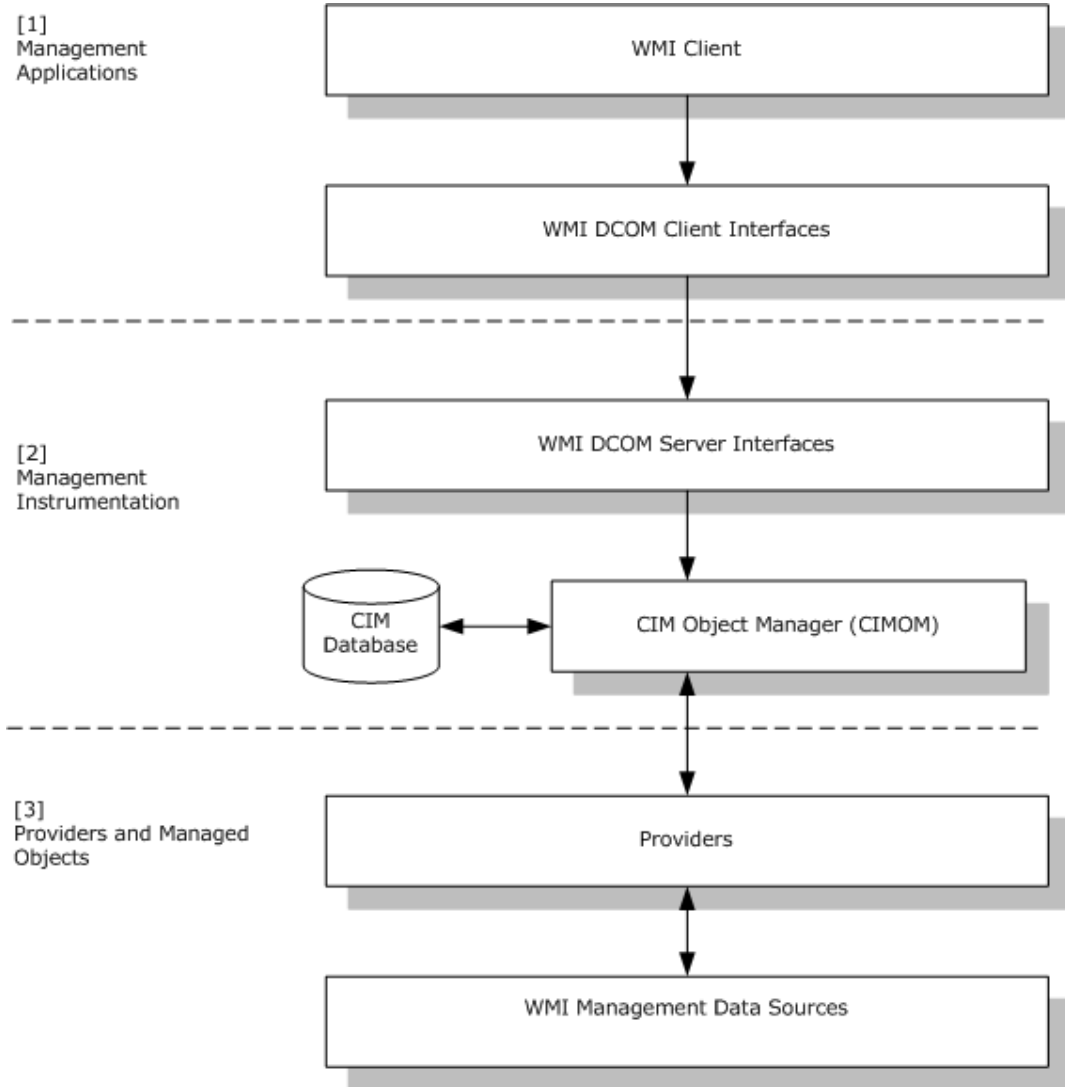 [1]
Management
Applications
WMI Client
WMI DCOM Client Interfaces
WMI DCOM Server Interfaces
[2]
Management
Instrumentation
CIM
Database
CIM Object Manager (CIMOM)
[3]
Providers and Managed
Objects
Providers
WMI Management Data Sources